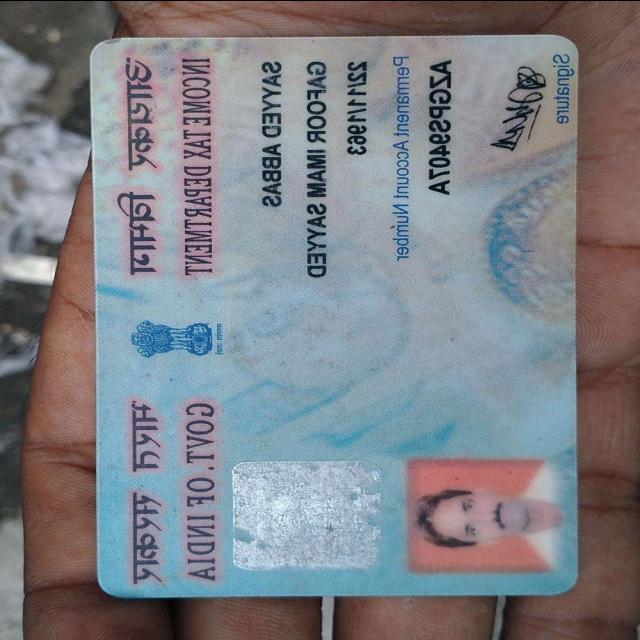 आयकर विभाग
भारत सरकार
INCOME TAX DEPARTMENT
GOVT. OF INDIA
SAYYED ABBAS
GAFOOR IMAM SAYYED
22/11/1963
Permanent Account Number
AZGPS9407A
Signature